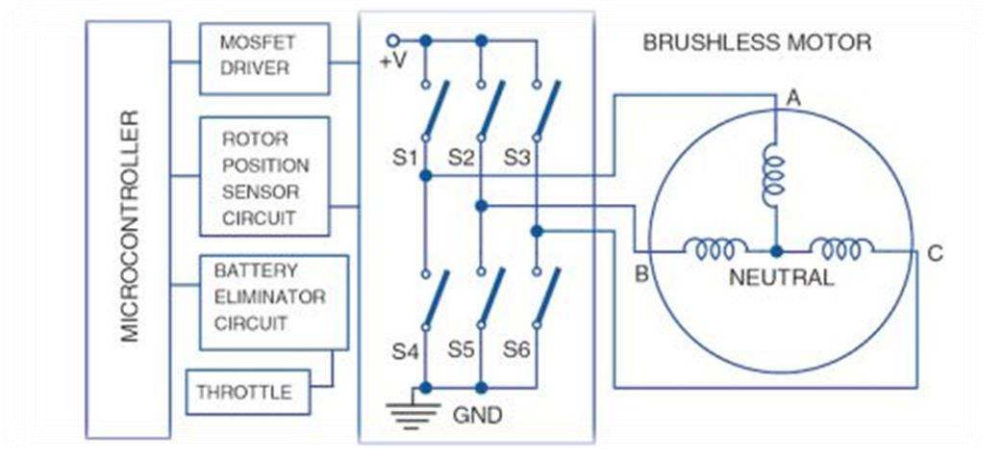 MICROCONTROLLER
MOSFET
DRIVER
ROTOR
POSITION
SENSOR
CIRCUIT
BATTERY
ELIMINATOR
CIRCUIT
THROTTLE
+V
S1 S2 S3
S4 S5 S6
GND
BRUSHLESS MOTOR
A
B
C
NEUTRAL